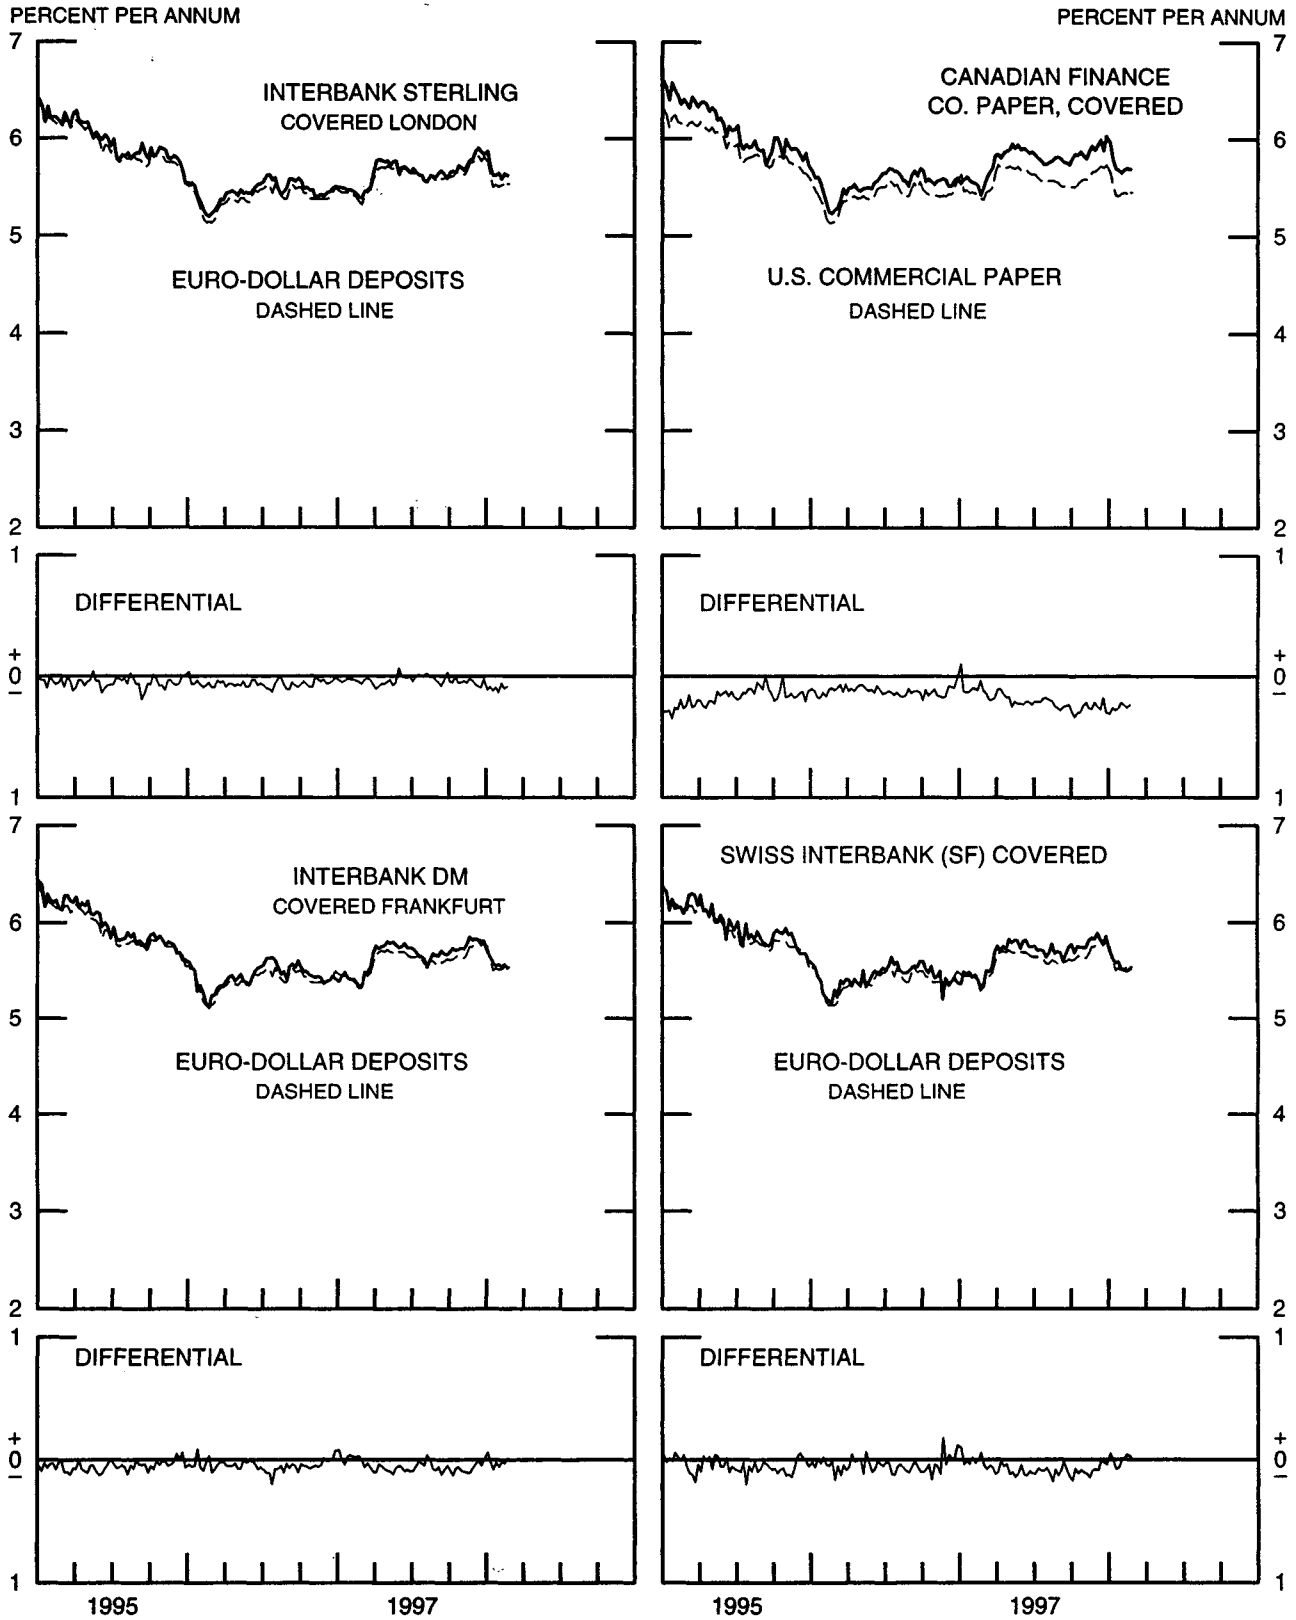 PERCENT PER ANNUM
PERCENT PER ANNUM
7
6
5
4
3
2
INTERBANK STERLING
COVERED LONDON
EURO-DOLLAR DEPOSITS
DASHED LINE
CANADIAN FINANCE
CO. PAPER, COVERED
U.S. COMMERCIAL PAPER
DASHED LINE
7
6
5
4
3
2
1
+
0
–
1
DIFFERENTIAL
DIFFERENTIAL
1
+
0
–
1
7
6
5
4
3
2
INTERBANK DM
COVERED FRANKFURT
EURO-DOLLAR DEPOSITS
DASHED LINE
SWISS INTERBANK (SF) COVERED
EURO-DOLLAR DEPOSITS
DASHED LINE
7
6
5
4
3
2
1
+
0
–
1
DIFFERENTIAL
DIFFERENTIAL
1
+
0
–
1
1995 1997
1995 1997